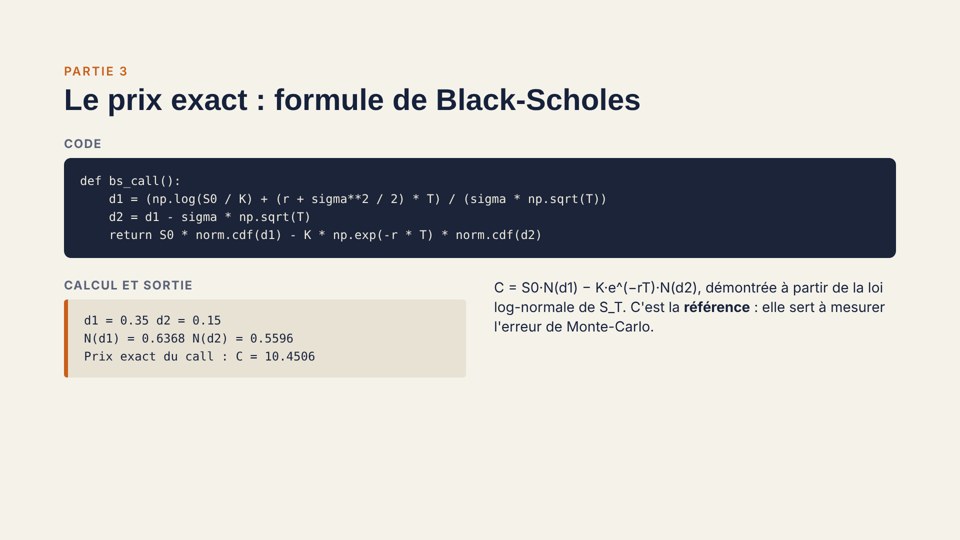 PARTIE 3
Le prix exact : formule de Black-Scholes
CODE
def bs_call():
    d1 = (np.log(S0 / K) + (r + sigma**2 / 2) * T) / (sigma * np.sqrt(T))
    d2 = d1 - sigma * np.sqrt(T)
    return S0 * norm.cdf(d1) - K * np.exp(-r * T) * norm.cdf(d2)
CALCUL ET SORTIE
d1 = 0.35 d2 = 0.15
N(d1) = 0.6368 N(d2) = 0.5596
Prix exact du call : C = 10.4506
C = S0·N(d1) − K·e^(−rT)·N(d2), démontrée à partir de la loi
log-normale de S_T. C'est la référence : elle sert à mesurer
l'erreur de Monte-Carlo.